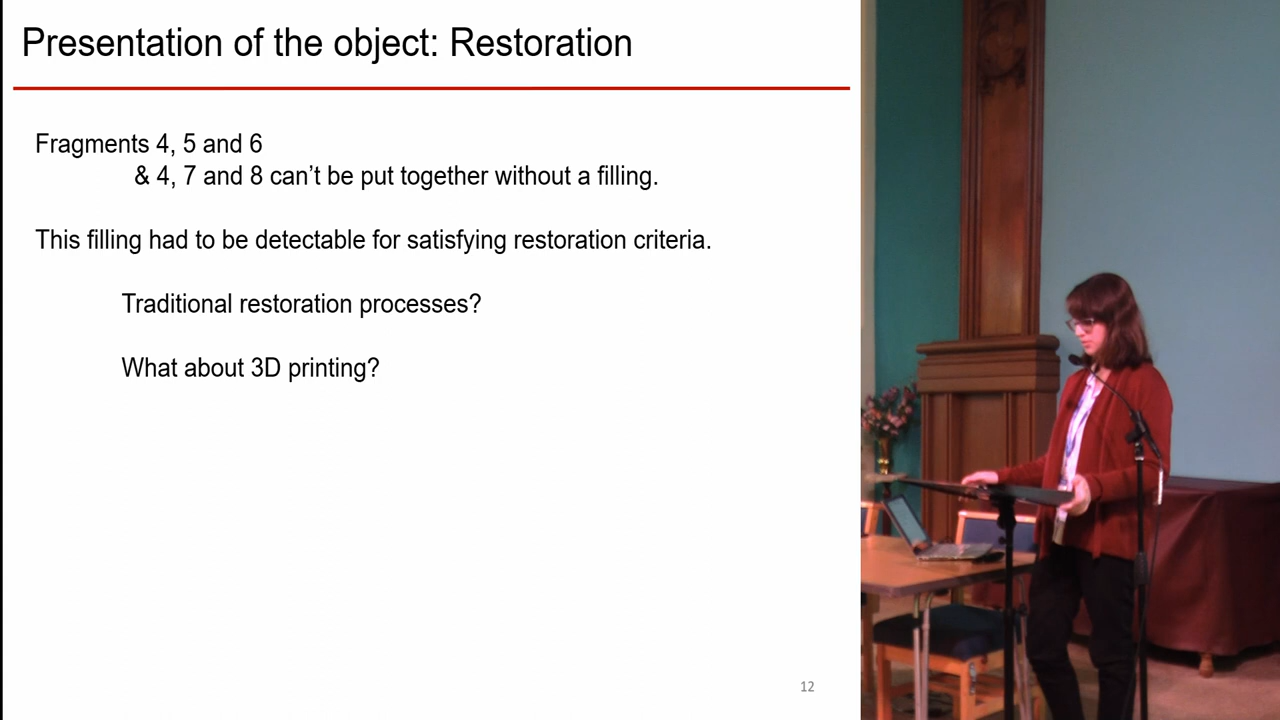 Presentation of the object: Restoration
Fragments 4, 5 and 6
& 4, 7 and 8 can’t be put together without a filling.
This filling had to be detectable for satisfying restoration criteria.
Traditional restoration processes?
What about 3D printing?
12